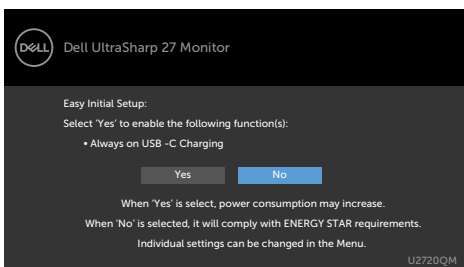 DELL
Dell UltraSharp 27 Monitor
Easy Initial Setup:
Select 'Yes' to enable the following function(s):
• Always on USB -C Charging
Yes
No
When 'Yes' is select, power consumption may increase.
When 'No' is selected, it will comply with ENERGY STAR requirements.
Individual settings can be changed in the Menu.
U2720QM